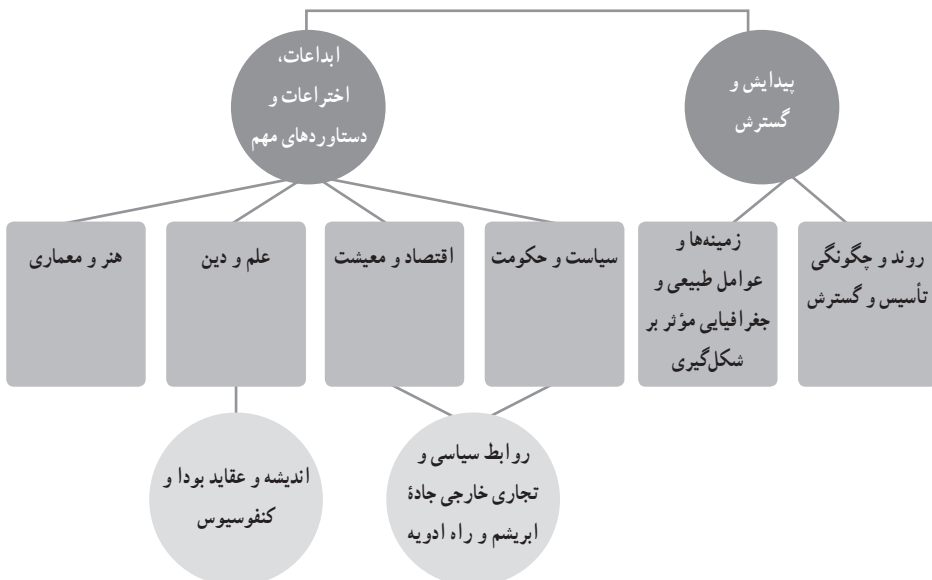 پیدایش و
گسترش
ابداعات،
اختراعات و
دستاوردهای مهم
روند و چگونگی
تأسیس و گسترش
زمینه‌ها و
عوامل طبیعی و
جغرافیایی مؤثر بر
شکل‌گیری
سیاست و حکومت
اقتصاد و معیشت
علم و دین
هنر و معماری
روابط سیاسی و
تجاری خارجی جادهٔ
ابریشم و راه ادویه
اندیشه و عقاید بودا و
کنفوسیوس